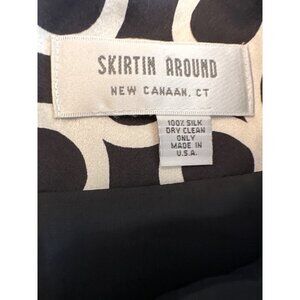 SKIRTIN AROUND
NEW CANAAN, CT
100% SILK
DRY CLEAN
ONLY
MADE IN
U.S.A.